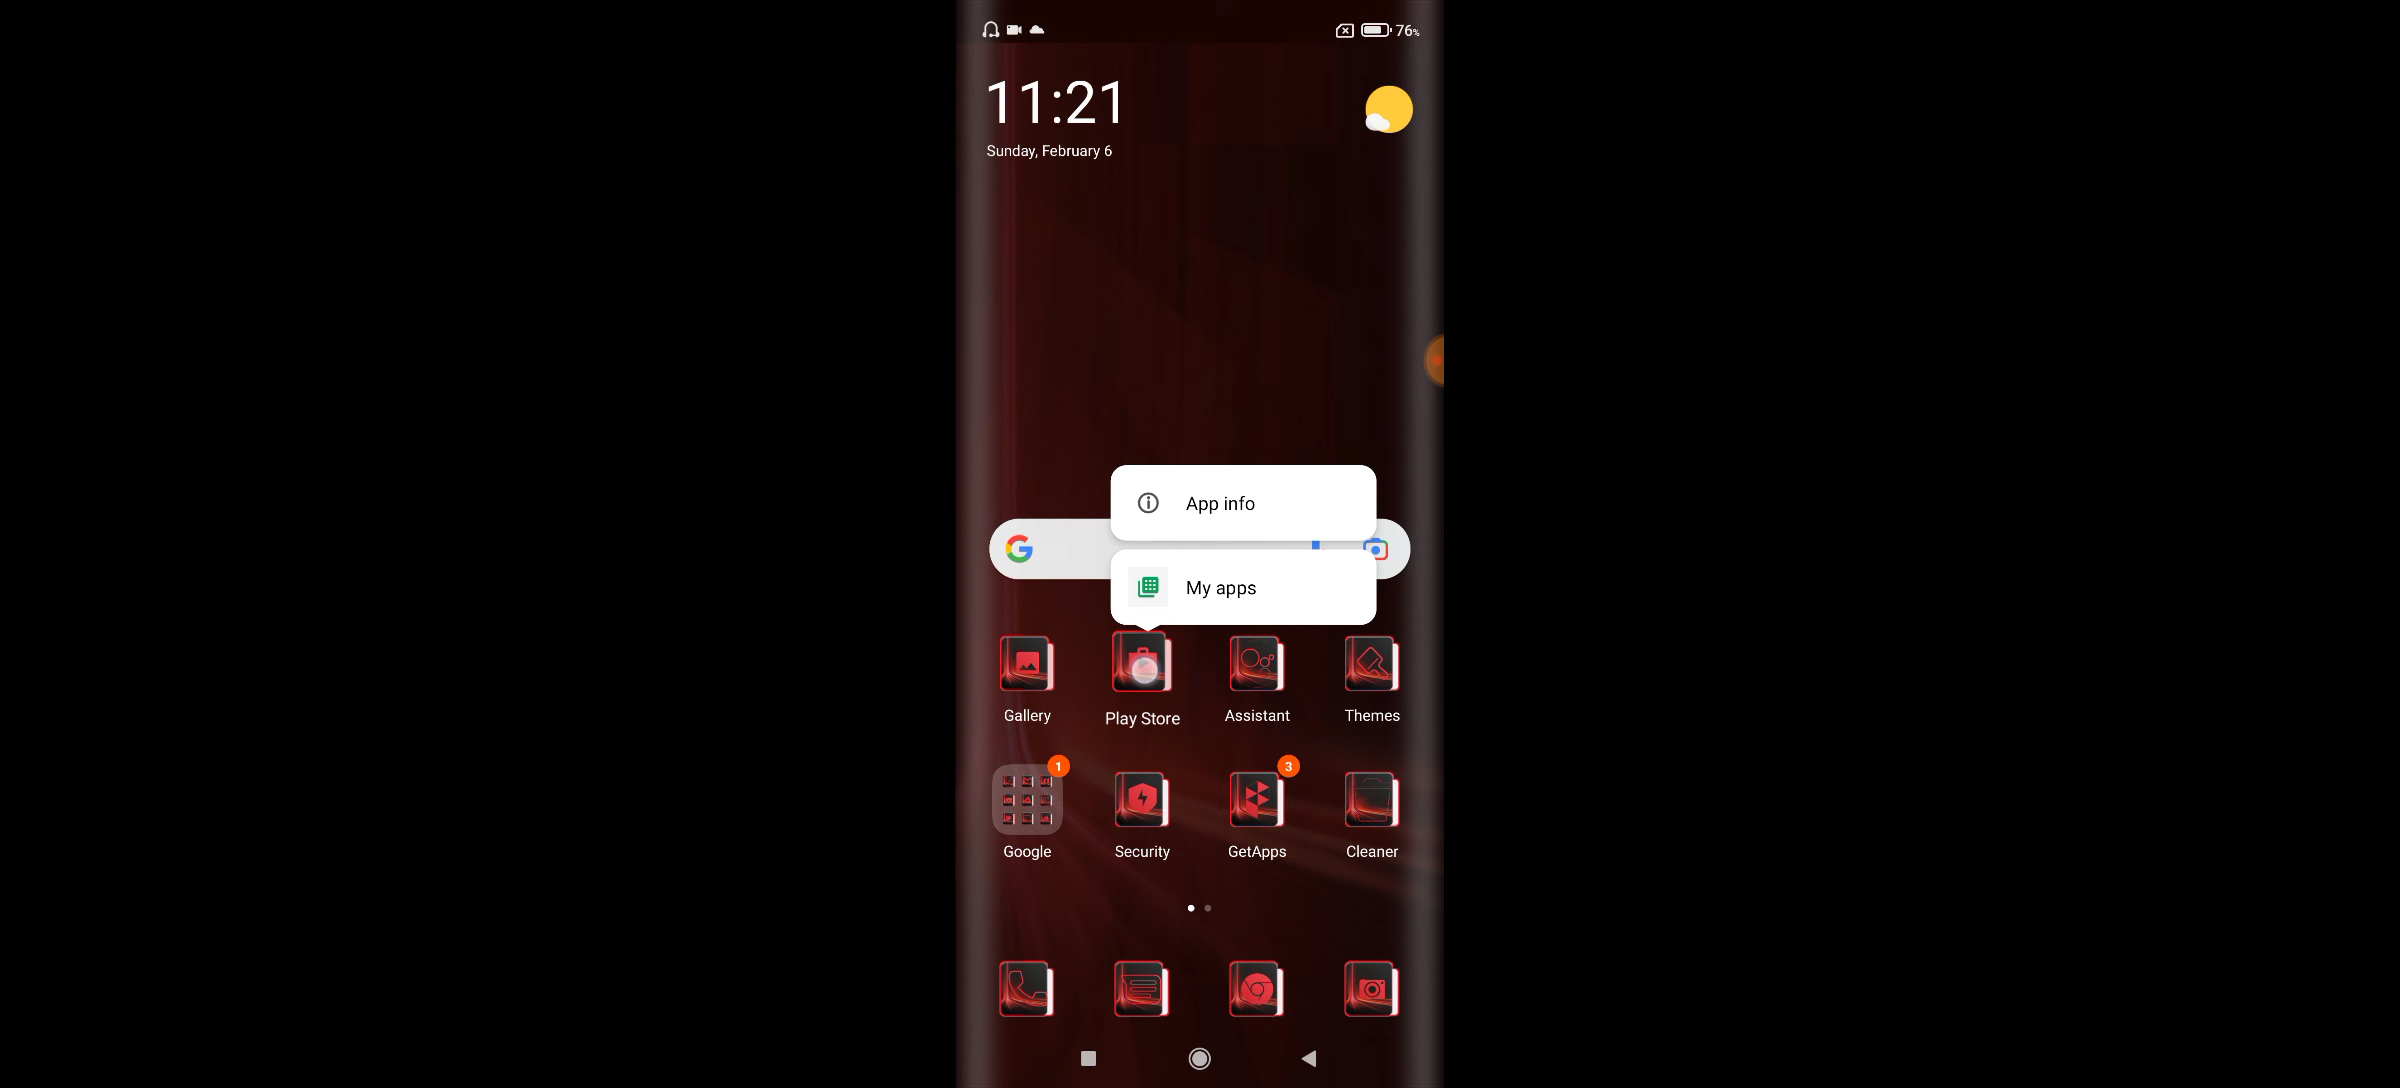 76%
11:21
Sunday, February 6
App info
My apps
Gallery
Play Store
Assistant
Themes
1
3
Google
Security
GetApps
Cleaner